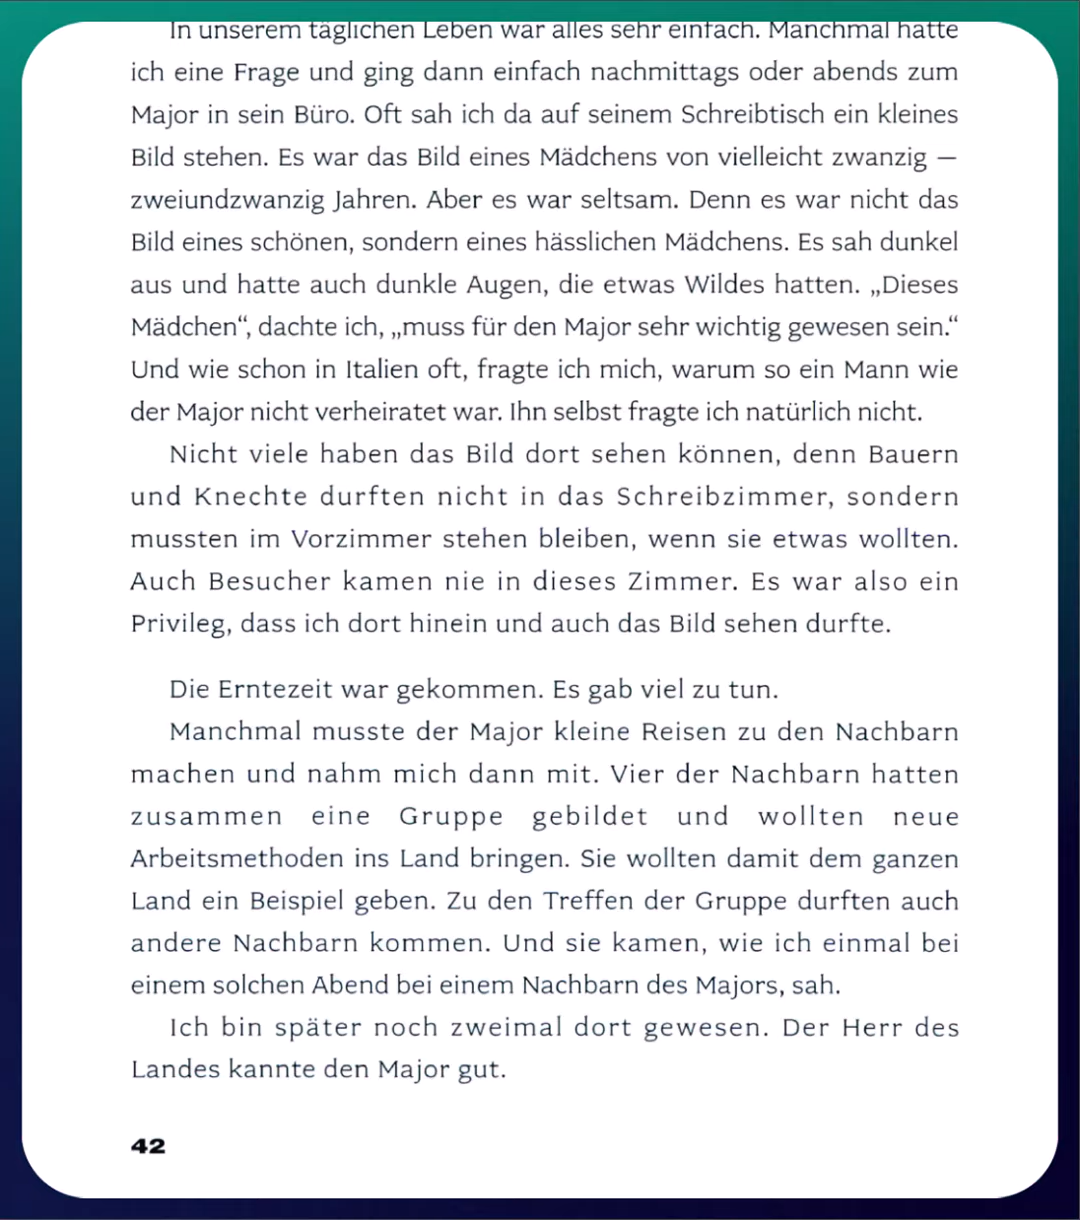 In unserem täglichen Leben war alles sehr einfach. Manchmal hatte
ich eine Frage und ging dann einfach nachmittags oder abends zum
Major in sein Büro. Oft sah ich da auf seinem Schreibtisch ein kleines
Bild stehen. Es war das Bild eines Mädchens von vielleicht zwanzig –
zweiundzwanzig Jahren. Aber es war seltsam. Denn es war nicht das
Bild eines schönen, sondern eines hässlichen Mädchens. Es sah dunkel
aus und hatte auch dunkle Augen, die etwas Wildes hatten. „Dieses
Mädchen“, dachte ich, „muss für den Major sehr wichtig gewesen sein.“
Und wie schon in Italien oft, fragte ich mich, warum so ein Mann wie
der Major nicht verheiratet war. Ihn selbst fragte ich natürlich nicht.
Nicht viele haben das Bild dort sehen können, denn Bauern
und Knechte durften nicht in das Schreibzimmer, sondern
mussten im Vorzimmer stehen bleiben, wenn sie etwas wollten.
Auch Besucher kamen nie in dieses Zimmer. Es war also ein
Privileg, dass ich dort hinein und auch das Bild sehen durfte.
Die Erntezeit war gekommen. Es gab viel zu tun.
Manchmal musste der Major kleine Reisen zu den Nachbarn
machen und nahm mich dann mit. Vier der Nachbarn hatten
zusammen eine Gruppe gebildet und wollten neue
Arbeitsmethoden ins Land bringen. Sie wollten damit dem ganzen
Land ein Beispiel geben. Zu den Treffen der Gruppe durften auch
andere Nachbarn kommen. Und sie kamen, wie ich einmal bei
einem solchen Abend bei einem Nachbarn des Majors, sah.
Ich bin später noch zweimal dort gewesen. Der Herr des
Landes kannte den Major gut.
42